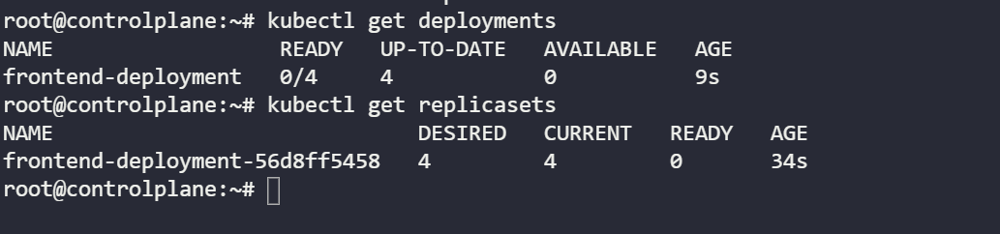 root@controlplane:~# kubectl get deployments
NAME                  READY   UP-TO-DATE   AVAILABLE   AGE
frontend-deployment   0/4     4            0           9s
root@controlplane:~# kubectl get replicasets
NAME                             DESIRED   CURRENT   READY   AGE
frontend-deployment-56d8ff5458   4         4         0       34s
root@controlplane:~#